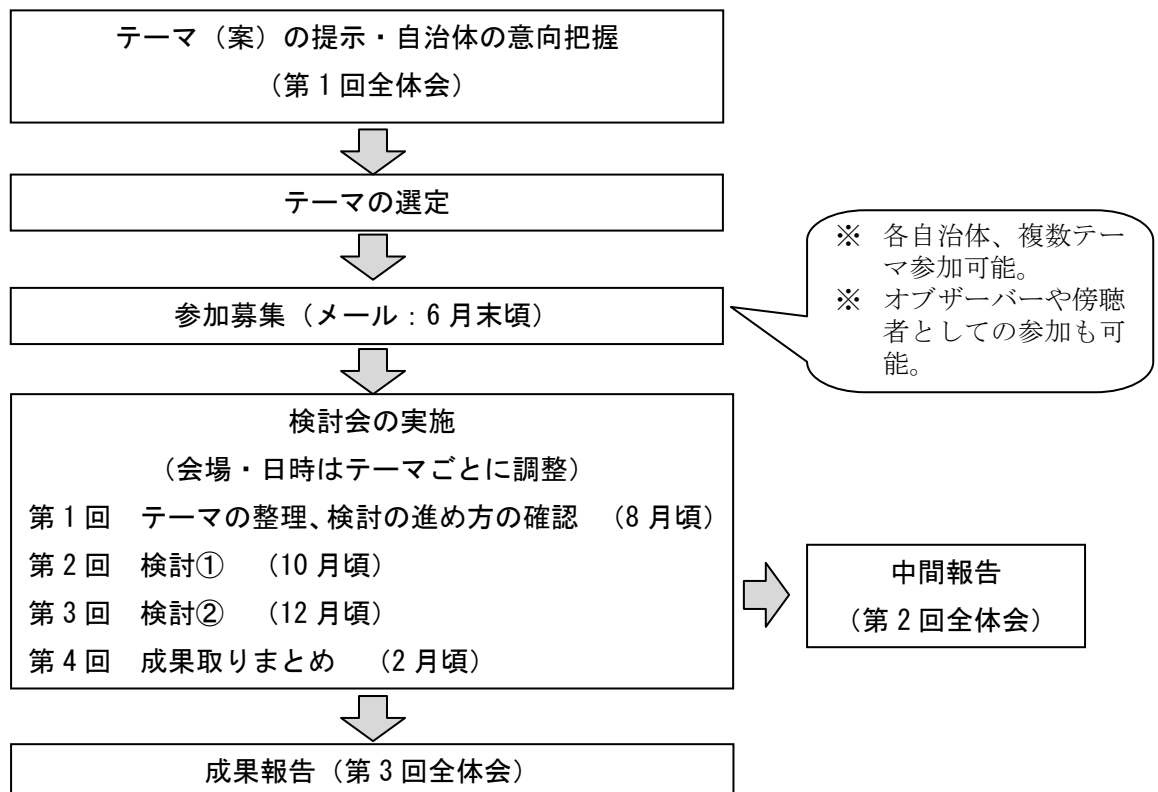 テーマ（案）の提示・自治体の意向把握
（第1回全体会）
テーマの選定
参加募集（メール：6月末頃）
※ 各自治体、複数テー
マ参加可能。
※ オブザーバーや傍聴
者としての参加も可
能。
検討会の実施
（会場・日時はテーマごとに調整）
第1回 テーマの整理、検討の進め方の確認 （8月頃）
第2回 検討① （10月頃）
第3回 検討② （12月頃）
第4回 成果取りまとめ （2月頃）
中間報告
（第2回全体会）
成果報告（第3回全体会）